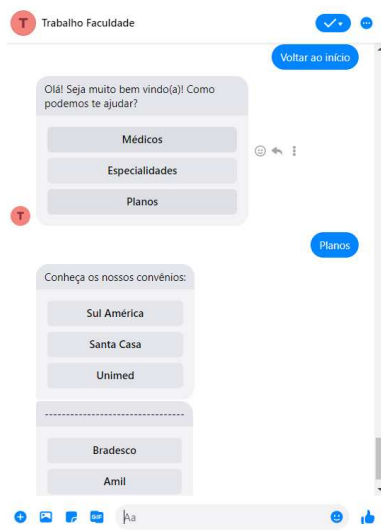 T
Trabalho Faculdade
Voltar ao início
Olá! Seja muito bem vindo(a)! Como
podemos te ajudar?
Médicos
Especialidades
Planos
T
Planos
Conheça os nossos convênios:
Sul América
Santa Casa
Unimed
---------------------------------
Bradesco
Amil
GIF
Aa